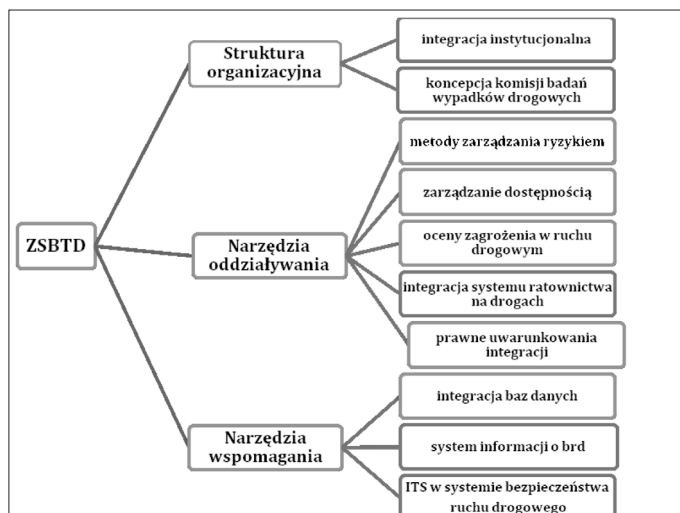 ZSBTD
Struktura
organizacyjna
integracja instytucjonalna
koncepcja komisji badań
wypadków drogowych
Narzędzia
oddziaływania
metody zarządzania ryzykiem
zarządzanie dostępnością
oceny zagrożenia w ruchu
drogowym
integracja systemu ratownictwa
na drogach
prawne uwarunkowania
integracji
Narzędzia
wspomagania
integracja baz danych
system informacji o brd
ITS w systemie bezpieczeństwa
ruchu drogowego